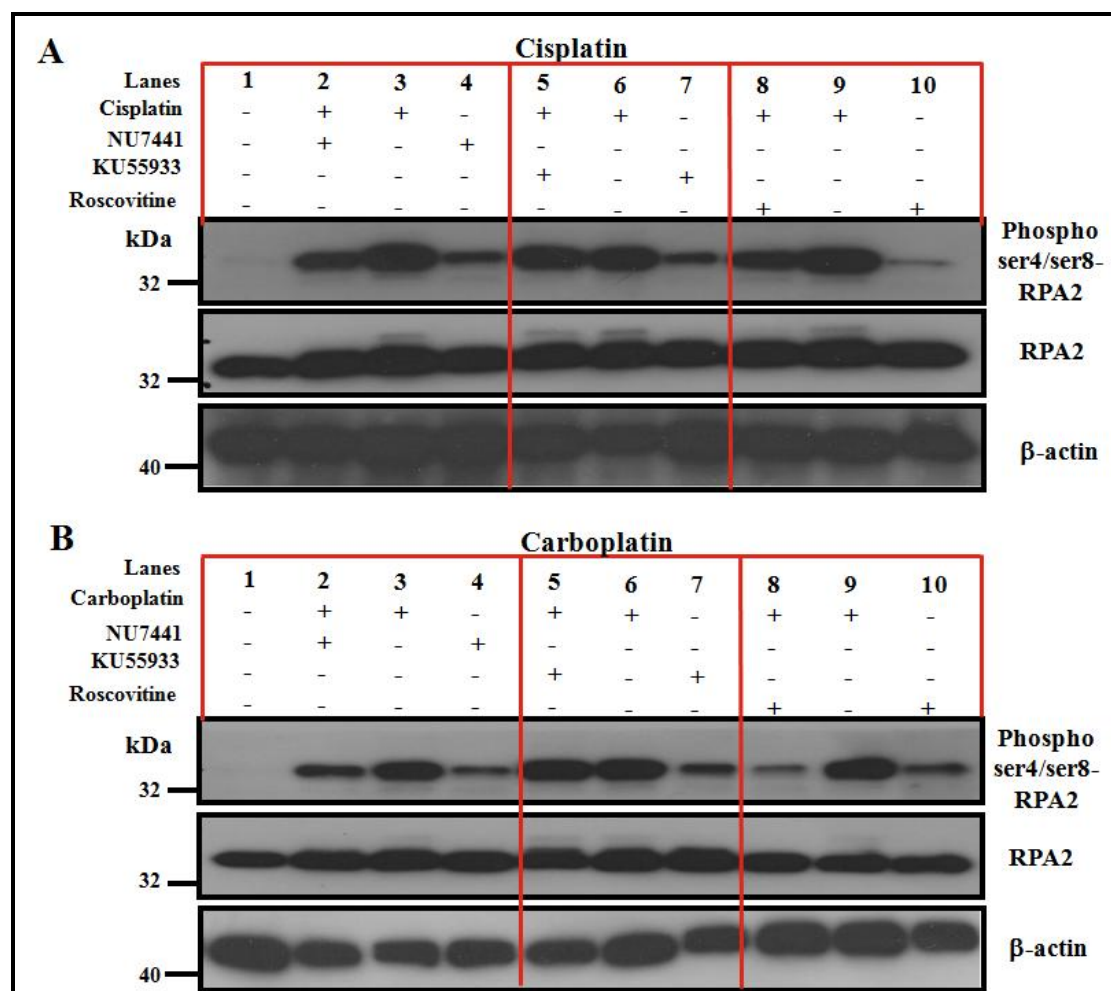 A
Cisplatin
Lanes 1 2 3 4 5 6 7 8 9 10
Cisplatin - + + - + + - + + -
NU7441 - + - + - - - - - -
KU55933 - - - - + - + - - -
Roscovitine - - - - - - - + - +
kDa
32
Phospho
ser4/ser8-
RPA2
32
RPA2
40
β-actin
B
Carboplatin
Lanes 1 2 3 4 5 6 7 8 9 10
Carboplatin - + + - + + - + + -
NU7441 - + - + - - - - - -
KU55933 - - - - + - + - - -
Roscovitine - - - - - - - + - +
kDa
32
Phospho
ser4/ser8-
RPA2
32
RPA2
40
β-actin